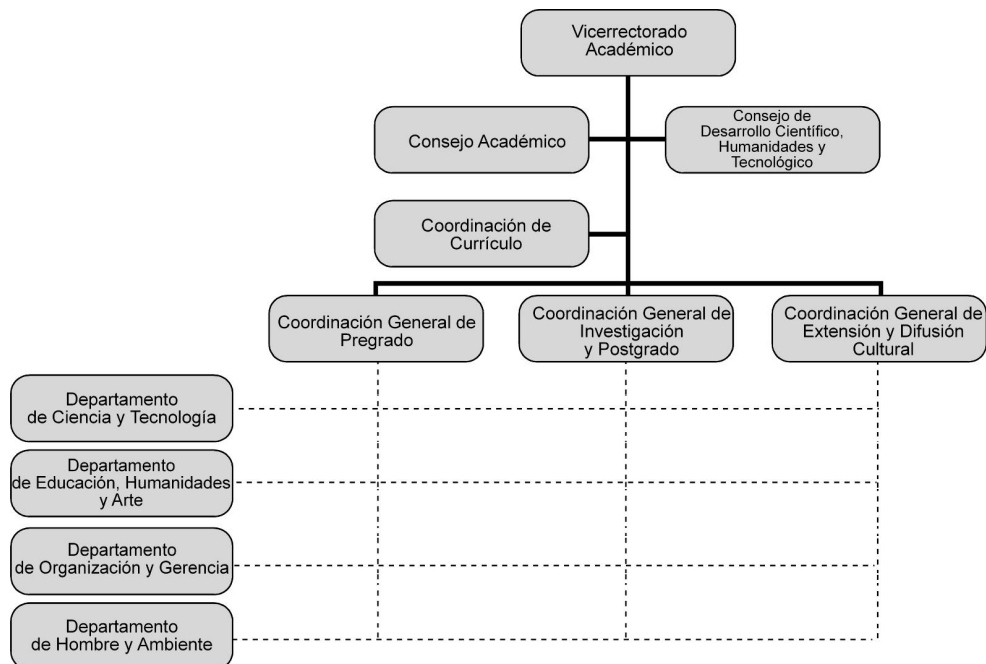 Vicerrectorado
Académico
Consejo Académico
Consejo de
Desarrollo Científico,
Humanidades y
Tecnológico
Coordinación de
Currículo
Coordinación General de
Pregrado
Coordinación General de
Investigación
y Postgrado
Coordinación General de
Extensión y Difusión
Cultural
Departamento
de Ciencia y Tecnología
Departamento
de Educación, Humanidades
y Arte
Departamento
de Organización y Gerencia
Departamento
de Hombre y Ambiente